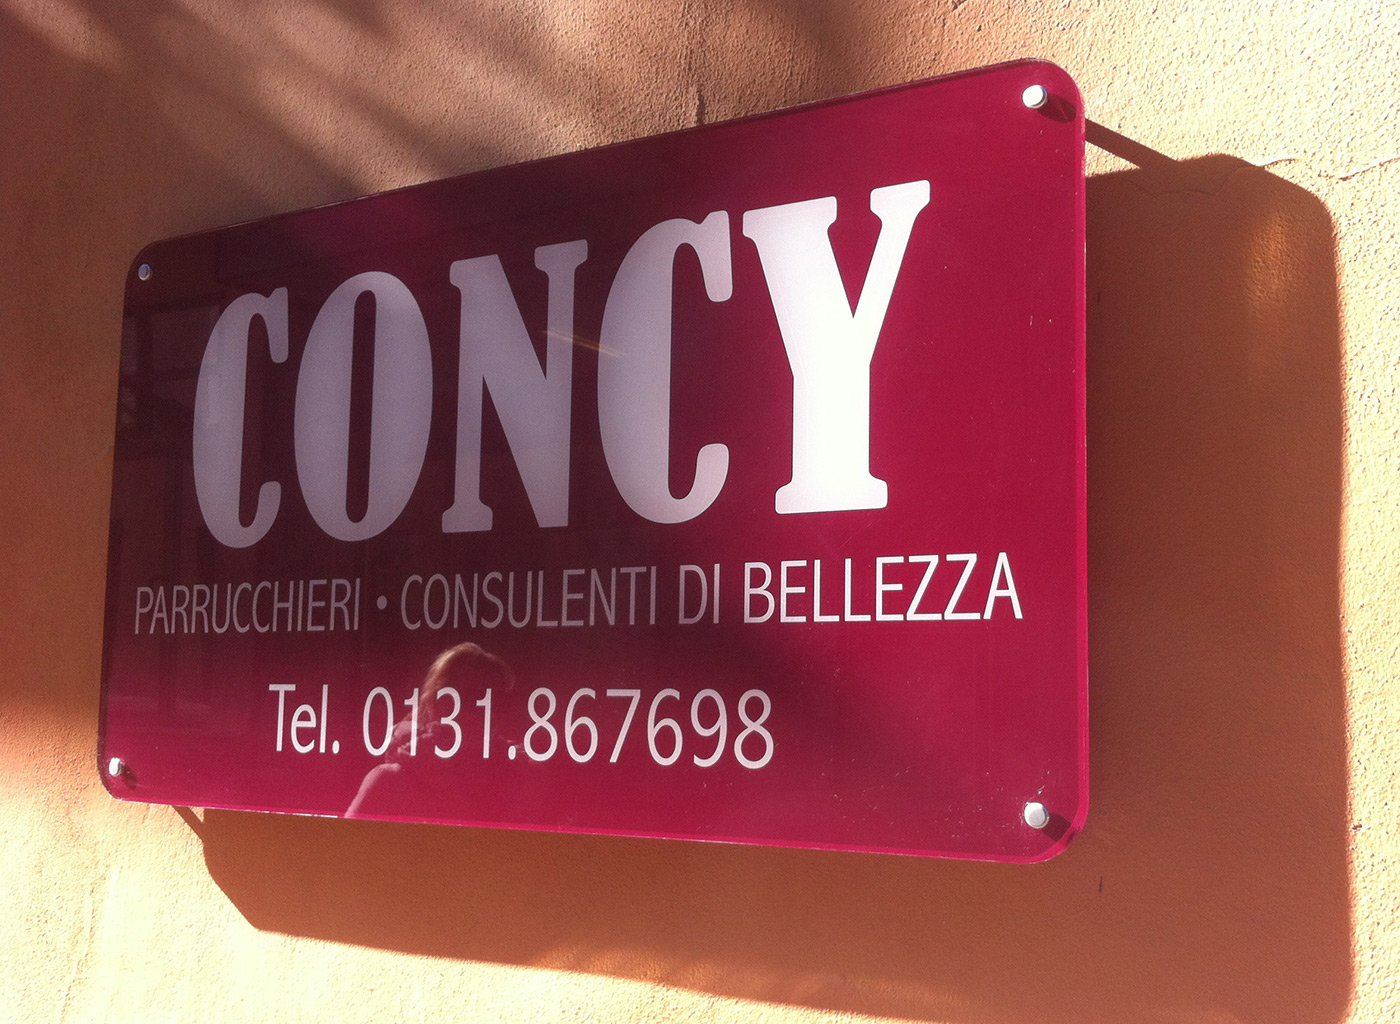 CONCY
PARRUCCHIERI • CONSULENTI DI BELLEZZA
Tel. 0131.867698